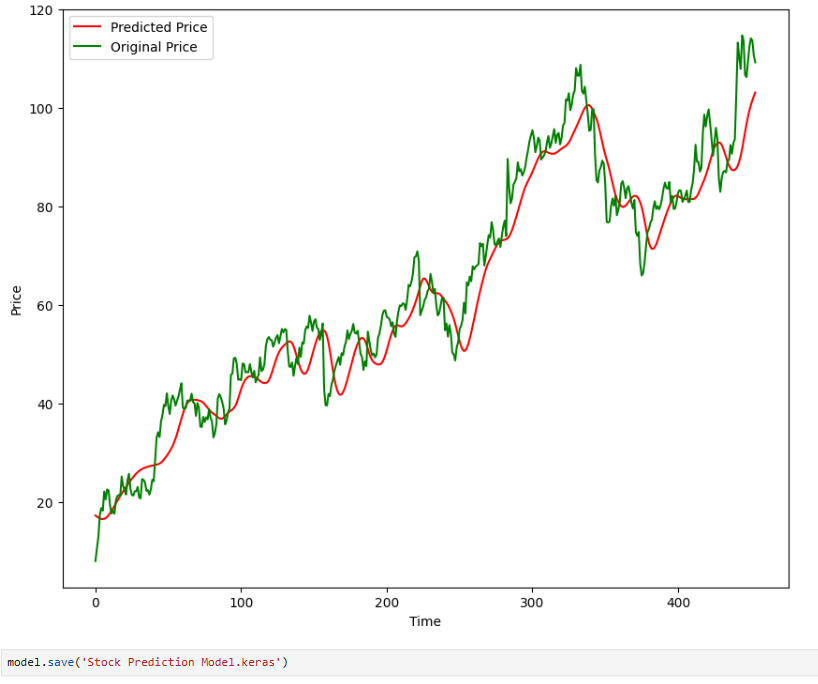 120
Predicted Price
Original Price
100
80
60
40
20
Price
0 100 200 300 400
Time
model.save('Stock Prediction Model.keras')